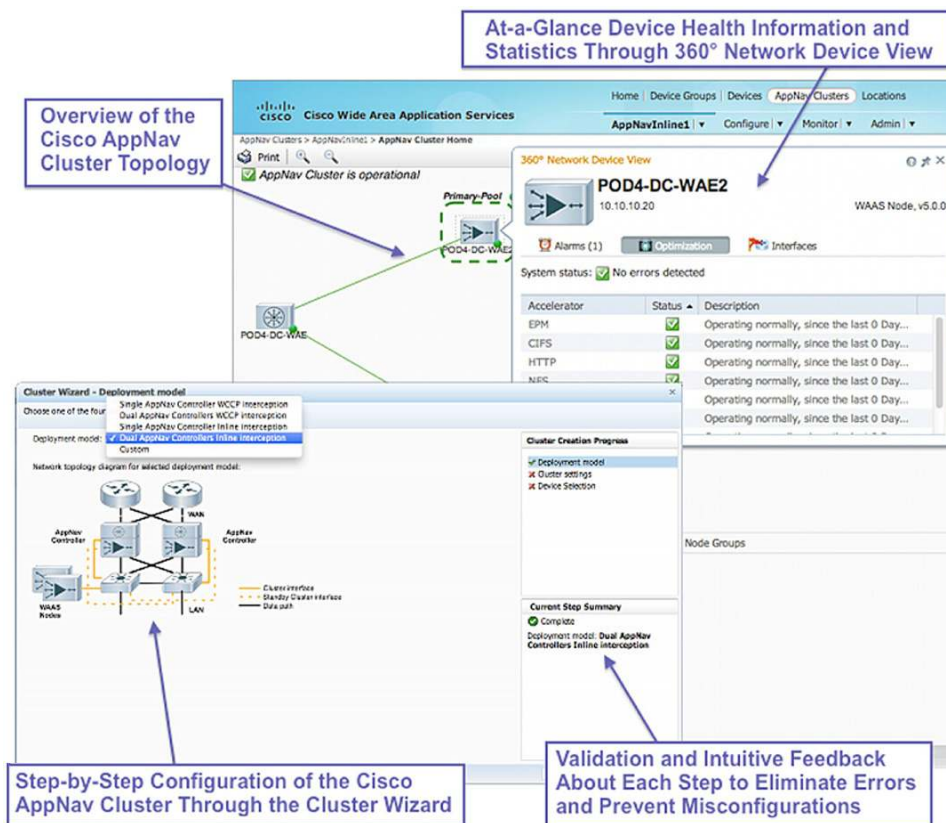 At-a-Glance Device Health Information and
Statistics Through 360° Network Device View
Overview of the
Cisco AppNav
Cluster Topology
CISCO Cisco Wide Area Application Services
Home | Device Groups | Devices | AppNav Clusters | Locations
AppNavInline1 | Configure | Monitor | Admin |
AppNav Clusters > AppNavInline1 > AppNav Cluster Home
Print
AppNav Cluster is operational
Primary-Pool
POD4-DC-WAE2
POD4-DC-WAE
360° Network Device View
POD4-DC-WAE2
10.10.10.20 WAAS Node, v5.0.0
Alarms (1) Optimization Interfaces
System status: No errors detected
Accelerator Status Description
EPM Operating normally, since the last 0 Day...
CIFS Operating normally, since the last 0 Day...
HTTP Operating normally, since the last 0 Day...
NFS Operating normally, since the last 0 Day...
Operating normally, since the last 0 Day...
Operating normally, since the last 0 Day...
Cluster Wizard - Deployment model
Choose one of the four
Deployment model:
Single AppNav Controller WCCP interception
Dual AppNav Controllers WCCP interception
Single AppNav Controller Inline interception
Dual AppNav Controllers Inline interception
Custom
Network topology diagram for selected deployment model:
WAN
AppNav
Controller
AppNav
Controller
WAAS
Nodes
LAN
Cluster interface
Standby Cluster interface
Data path
Cluster Creation Progress
Deployment model
Cluster settings
Device Selection
Node Groups
Current Step Summary
Complete
Deployment model: Dual AppNav
Controllers Inline interception
Step-by-Step Configuration of the Cisco
AppNav Cluster Through the Cluster Wizard
Validation and Intuitive Feedback
About Each Step to Eliminate Errors
and Prevent Misconfigurations